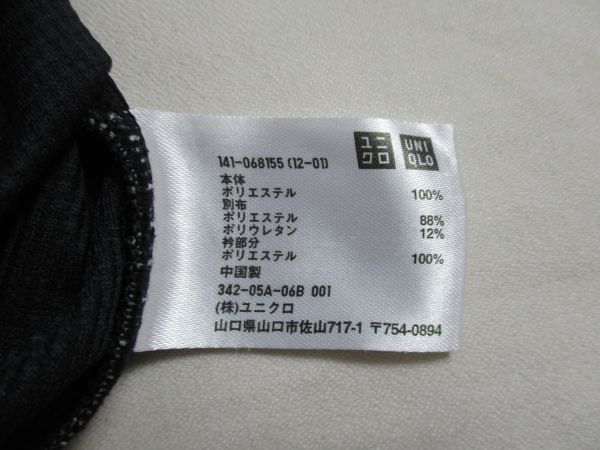 ユニ
クロ
UNI
QLO
141-068155 (12-01)
本体
ポリエステル 100%
別布
ポリエステル 88%
ポリウレタン 12%
衿部分
ポリエステル 100%
中国製
342-05A-06B 001
(株)ユニクロ
山口県山口市佐山717-1 〒754-0894